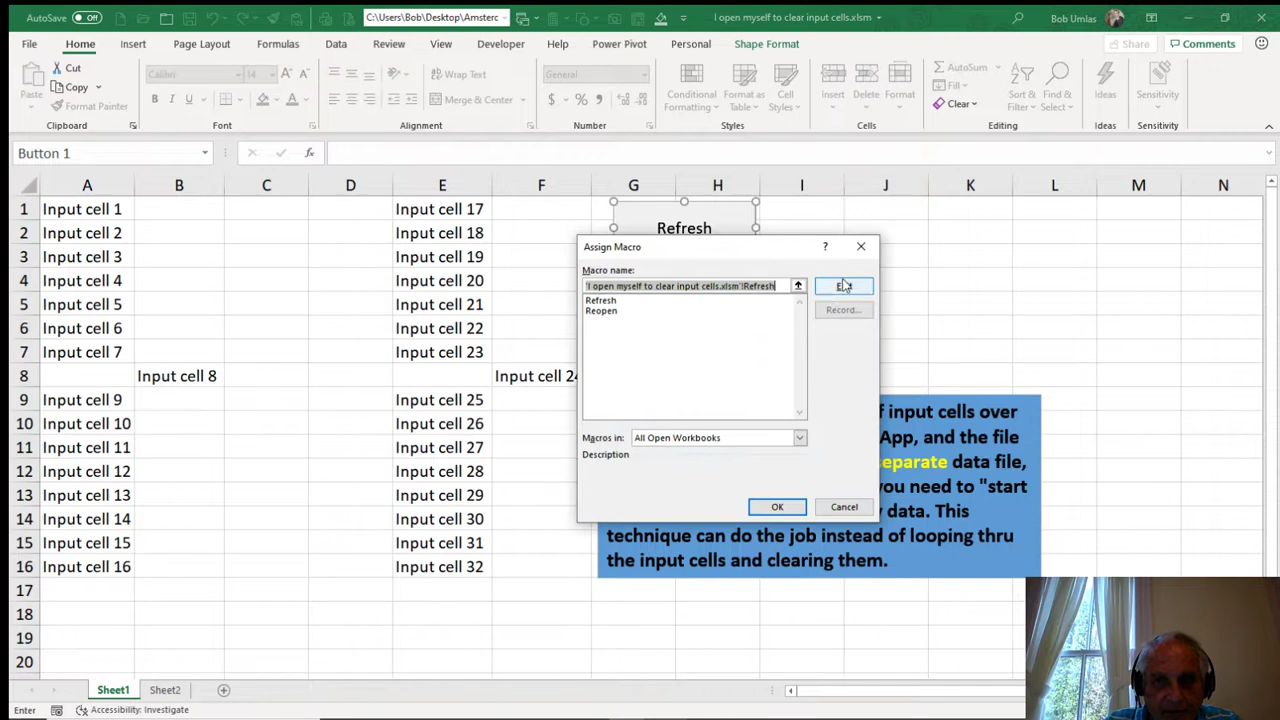 AutoSave Off C:\Users\Bob\Desktop\Amsterc I open myself to clear input cells.xlsm Bob Umlas
File Home Insert Page Layout Formulas Data Review View Developer Help Power Pivot Personal Shape Format Share Comments
Paste Cut Copy Format Painter
Calibri 14 B I U
Wrap Text Merge & Center
General $ % 9
Conditional Formatting Format as Table Cell Styles
Insert Delete Format
AutoSum Fill Clear Sort & Filter Find & Select
Ideas Sensitivity
Clipboard Font Alignment Number Styles Cells Editing Ideas Sensitivity
Button 1 fx
A B C D E F G H I J K L M N
1 Input cell 1 Input cell 17
2 Input cell 2 Input cell 18 Refresh
3 Input cell 3 Input cell 19
4 Input cell 4 Input cell 20
5 Input cell 5 Input cell 21
6 Input cell 6 Input cell 22
7 Input cell 7 Input cell 23
8 Input cell 8 Input cell 24
9 Input cell 9 Input cell 25
10 Input cell 10 Input cell 26
11 Input cell 11 Input cell 27
12 Input cell 12 Input cell 28
13 Input cell 13 Input cell 29
14 Input cell 14 Input cell 30
15 Input cell 15 Input cell 31
16 Input cell 16 Input cell 32
17
18
19
20
Assign Macro ?
Macro name:
'I open myself to clear input cells.xlsm'!Refresh
Refresh
Reopen
Record...
Macros in: All Open Workbooks
Description
OK Cancel
f input cells over
App, and the file
separate data file,
you need to "start
data. This
technique can do the job instead of looping thru
the input cells and clearing them.
Sheet1 Sheet2
Enter Accessibility: Investigate